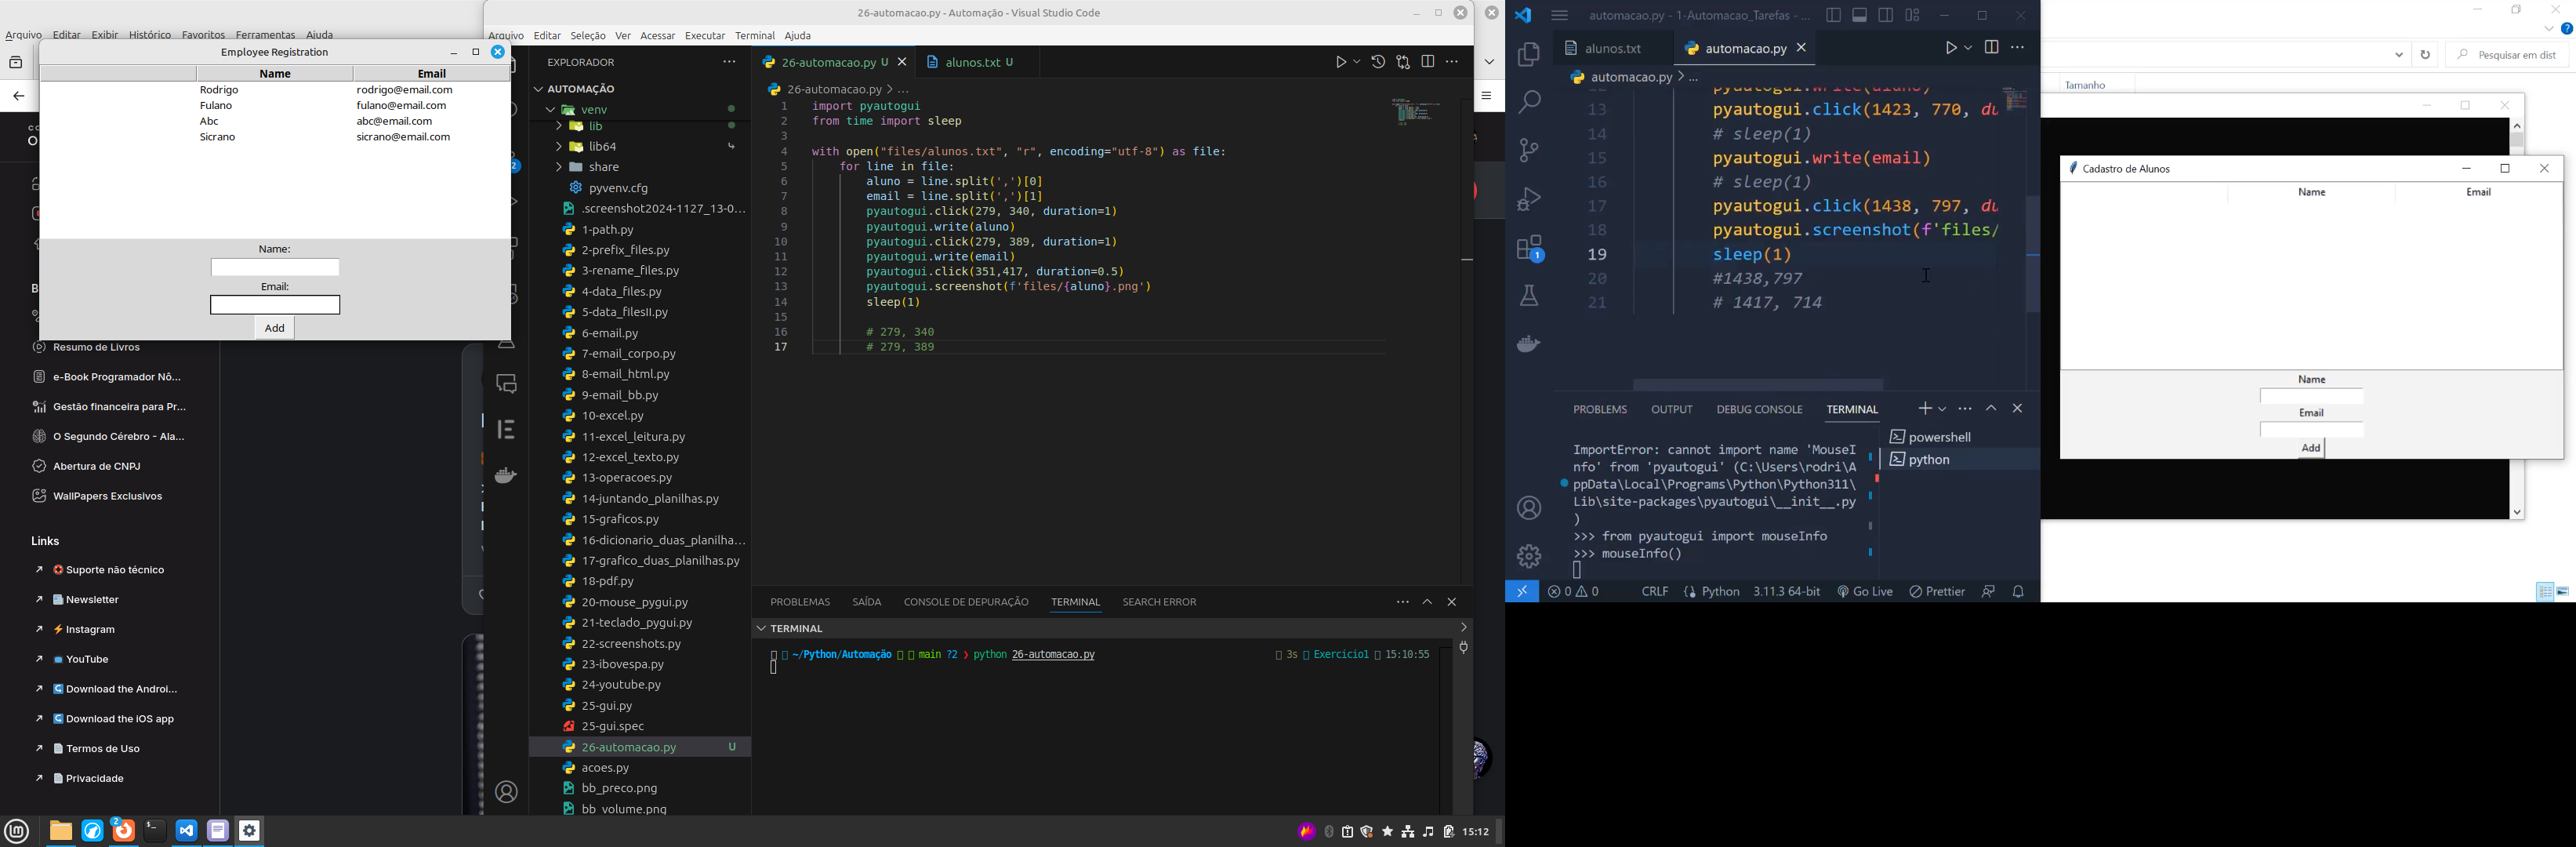 Arquivo Editar Exibir Histórico Favoritos Ferramentas Ajuda
Employee Registration
Name Email
Rodrigo rodrigo@email.com
Fulano fulano@email.com
Abc abc@email.com
Sicrano sicrano@email.com
Name:
Email:
Add
Resumo de Livros
e-Book Programador Nô...
Gestão financeira para Pr...
O Segundo Cérebro - Ala...
Abertura de CNPJ
WallPapers Exclusivos
Links
Suporte não técnico
Newsletter
Instagram
YouTube
Download the Androi...
Download the iOS app
Termos de Uso
Privacidade
26-automacao.py - Automação - Visual Studio Code
Arquivo Editar Seleção Ver Acessar Executar Terminal Ajuda
EXPLORADOR
AUTOMAÇÃO
venv
lib
lib64
share
pyvenv.cfg
.screenshot2024-1127_13-0...
1-path.py
2-prefix_files.py
3-rename_files.py
4-data_files.py
5-data_filesII.py
6-email.py
7-email_corpo.py
8-email_html.py
9-email_bb.py
10-excel.py
11-excel_leitura.py
12-excel_texto.py
13-operacoes.py
14-juntando_planilhas.py
15-graficos.py
16-dicionario_duas_planilha...
17-grafico_duas_planilhas.py
18-pdf.py
20-mouse_pygui.py
21-teclado_pygui.py
22-screenshots.py
23-ibovespa.py
24-youtube.py
25-gui.py
25-gui.spec
26-automacao.py U
acoes.py
bb_preco.png
bb_volume.png
26-automacao.py U alunos.txt U
26-automacao.py > ...
1 import pyautogui
2 from time import sleep
3
4 with open("files/alunos.txt", "r", encoding="utf-8") as file:
5 for line in file:
6 aluno = line.split(',')[0]
7 email = line.split(',')[1]
8 pyautogui.click(279, 340, duration=1)
9 pyautogui.write(aluno)
10 pyautogui.click(279, 389, duration=1)
11 pyautogui.write(email)
12 pyautogui.click(351,417, duration=0.5)
13 pyautogui.screenshot(f'files/{aluno}.png')
14 sleep(1)
15
16 # 279, 340
17 # 279, 389
PROBLEMAS SAÍDA CONSOLE DE DEPURAÇÃO TERMINAL SEARCH ERROR
TERMINAL
~/Python/Automação main ?2 ❯ python 26-automacao.py 3s Exercicio1 15:10:55
2
15:12
automacao.py - 1-Automacao_Tarefas - ...
alunos.txt automacao.py
automacao.py > ...
pyautogui.write(aluno)
13 pyautogui.click(1423, 770, du
14 # sleep(1)
15 pyautogui.write(email)
16 # sleep(1)
17 pyautogui.click(1438, 797, du
18 pyautogui.screenshot(f'files/
19 sleep(1)
20 #1438,797
21 # 1417, 714
1
PROBLEMS OUTPUT DEBUG CONSOLE TERMINAL
powershell
python
ImportError: cannot import name 'MouseI
nfo' from 'pyautogui' (C:\Users\rodri\A
ppData\Local\Programs\Python\Python311\
Lib\site-packages\pyautogui\__init__.py
)
>>> from pyautogui import mouseInfo
>>> mouseInfo()
0 0 CRLF Python 3.11.3 64-bit Go Live Prettier
Pesquisar em dist
Tamanho
Cadastro de Alunos
Name Email
Name
Email
Add